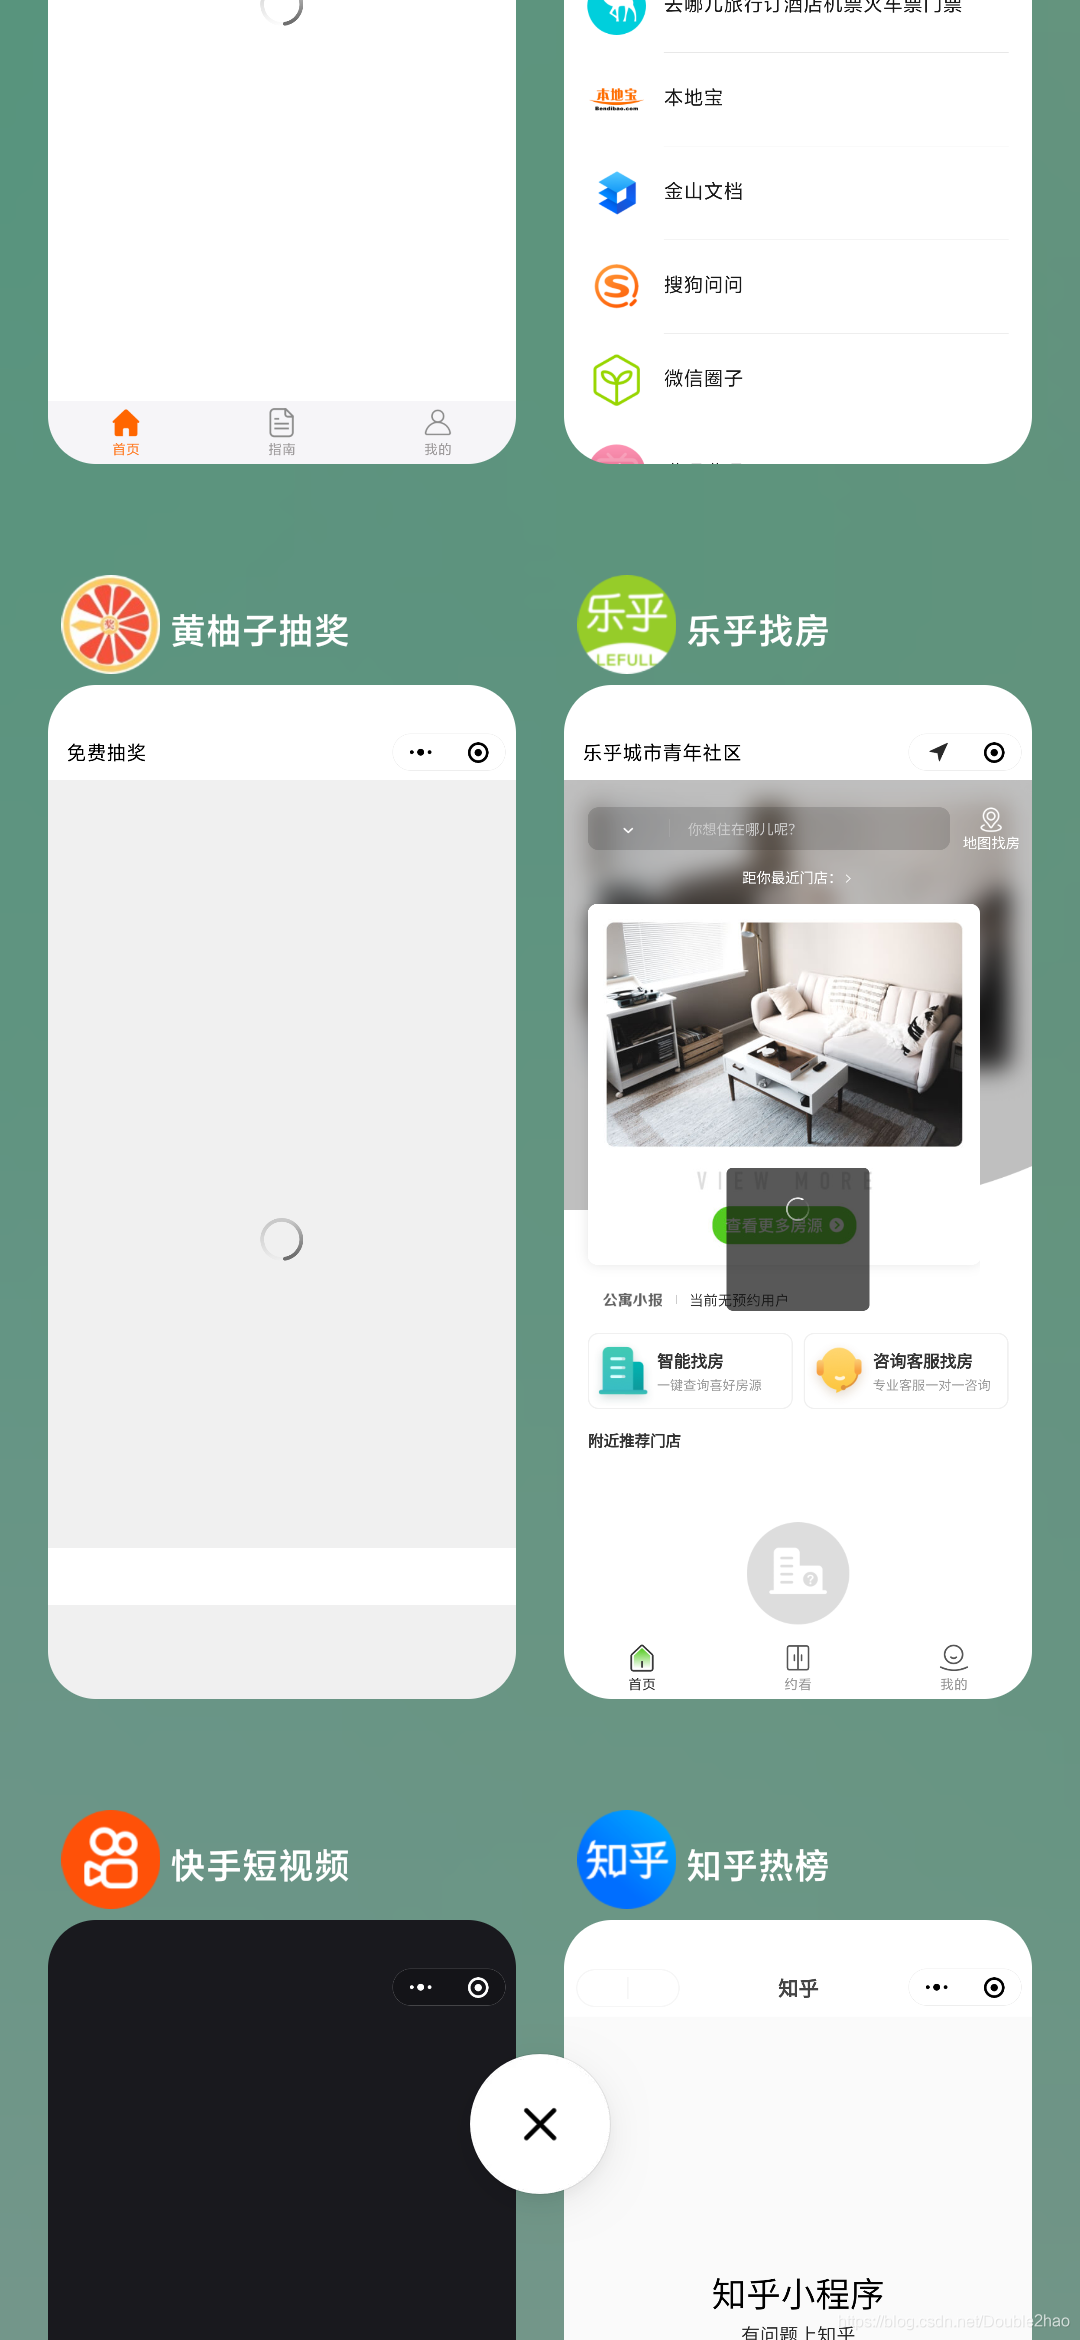 去哪儿旅行订酒店机票火车票门票
本地宝
Bendibao.com
本地宝
金山文档
搜狗问问
微信圈子
首页
指南
我的
黄柚子抽奖
乐乎
LEFULL
乐乎找房
免费抽奖
乐乎城市青年社区
你想住在哪儿呢?
地图找房
距你最近门店:
VIEW MORE
查看更多房源
公寓小报
当前无预约用户
智能找房
一键查询喜好房源
咨询客服找房
专业客服一对一咨询
附近推荐门店
首页
约看
我的
快手短视频
知乎
知乎热榜
知乎
知乎小程序
有问题上知乎
https://blog.csdn.net/Double2hao